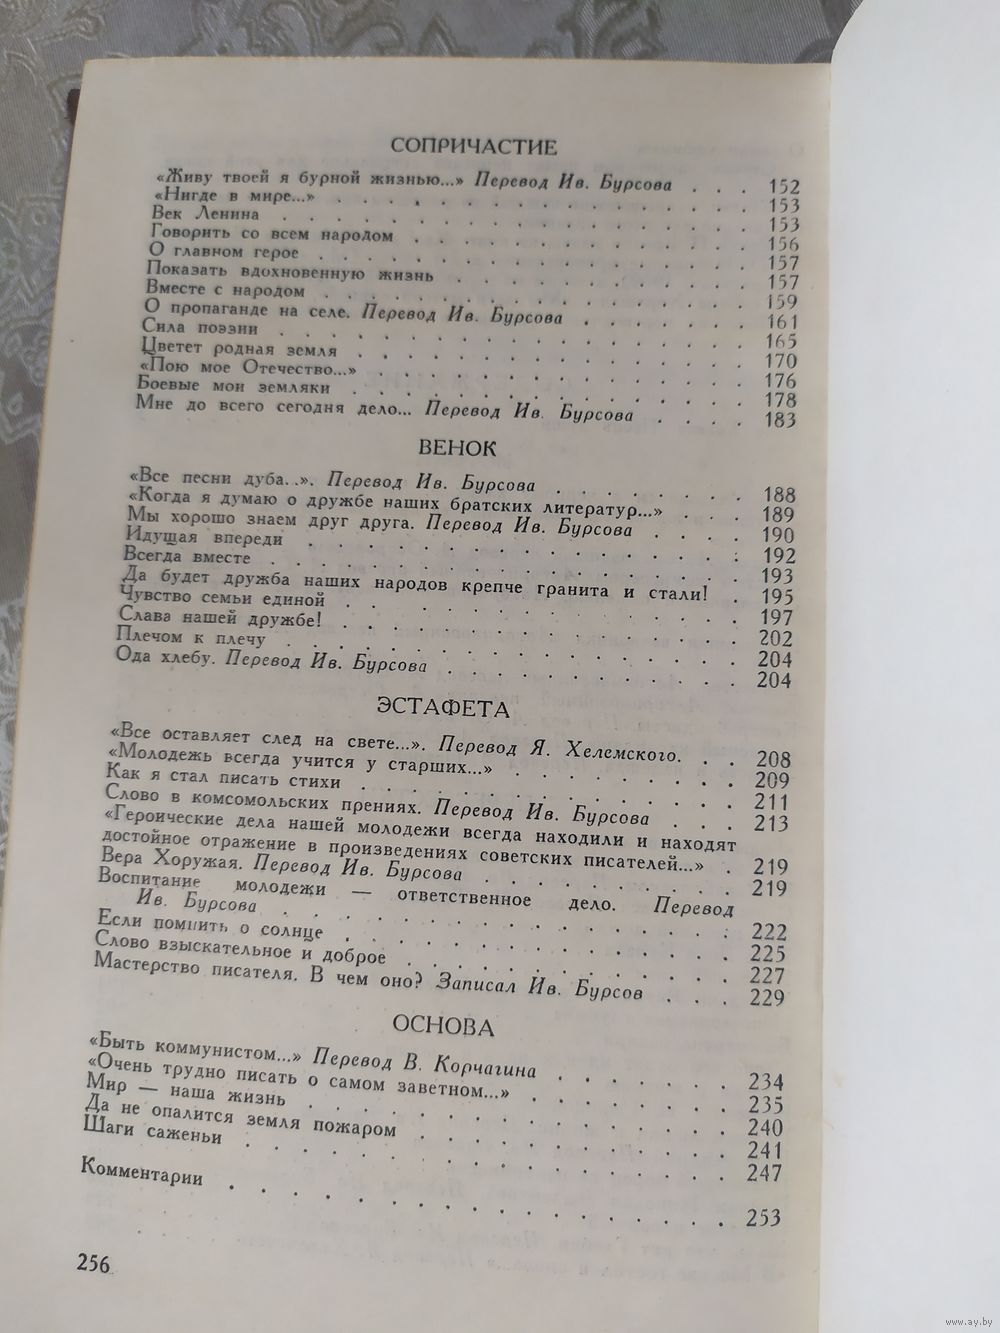 СОПРИЧАСТИЕ
«Живу твоей я бурной жизнью...» Перевод Ив. Бурсова . . . 152
«Нигде в мире...» . . . . . . . . . . 153
Век Ленина . . . . . . . . . . 153
Говорить со всем народом . . . . . . . . . . 156
О главном герое . . . . . . . . . . 157
Показать вдохновенную жизнь . . . . . . . . . . 157
Вместе с народом . . . . . . . . . . 159
О пропаганде на селе. Перевод Ив. Бурсова . . . . . . 161
Сила поэзии . . . . . . . . . . 165
Цветет родная земля . . . . . . . . . . 170
«Пою мое Отечество...» . . . . . . . . . . 176
Боевые мои земляки . . . . . . . . . . 178
Мне до всего сегодня дело... Перевод Ив. Бурсова . . . . 183
ВЕНОК
«Все песни дуба...». Перевод Ив. Бурсова . . . . . . 188
«Когда я думаю о дружбе наших братских литератур...» . . . 189
Мы хорошо знаем друг друга. Перевод Ив. Бурсова . . . . 190
Идущая впереди . . . . . . . . . . 192
Всегда вместе . . . . . . . . . . 193
Да будет дружба наших народов крепче гранита и стали! . 195
Чувство семьи единой . . . . . . . . . . 197
Слава нашей дружбе! . . . . . . . . . . 202
Плечом к плечу . . . . . . . . . . 204
Ода хлебу. Перевод Ив. Бурсова . . . . . . . . 204
ЭСТАФЕТА
«Все оставляет след на свете...». Перевод Я. Хелемского. . . 208
«Молодежь всегда учится у старших...» . . . . . . 209
Как я стал писать стихи . . . . . . . . . . 211
Слово в комсомольских прениях. Перевод Ив. Бурсова . . . 213
«Героические дела нашей молодежи всегда находили и находят
достойное отражение в произведениях советских писателей...» . 219
Вера Хоружая. Перевод Ив. Бурсова . . . . . . . . 219
Воспитание молодежи — ответственное дело. Перевод
Ив. Бурсова . . . . . . . . . . 222
Если помнить о солнце . . . . . . . . . . 225
Слово взыскательное и доброе . . . . . . . . 227
Мастерство писателя. В чем оно? Записал Ив. Бурсов . . . 229
ОСНОВА
«Быть коммунистом...» Перевод В. Корчагина . . . . . . 234
«Очень трудно писать о самом заветном...» . . . . . . 235
Мир — наша жизнь . . . . . . . . . . 240
Да не опалится земля пожаром . . . . . . . . 241
Шаги саженьи . . . . . . . . . . 247
Комментарии . . . . . . . . . . 253
256
www.ay.by